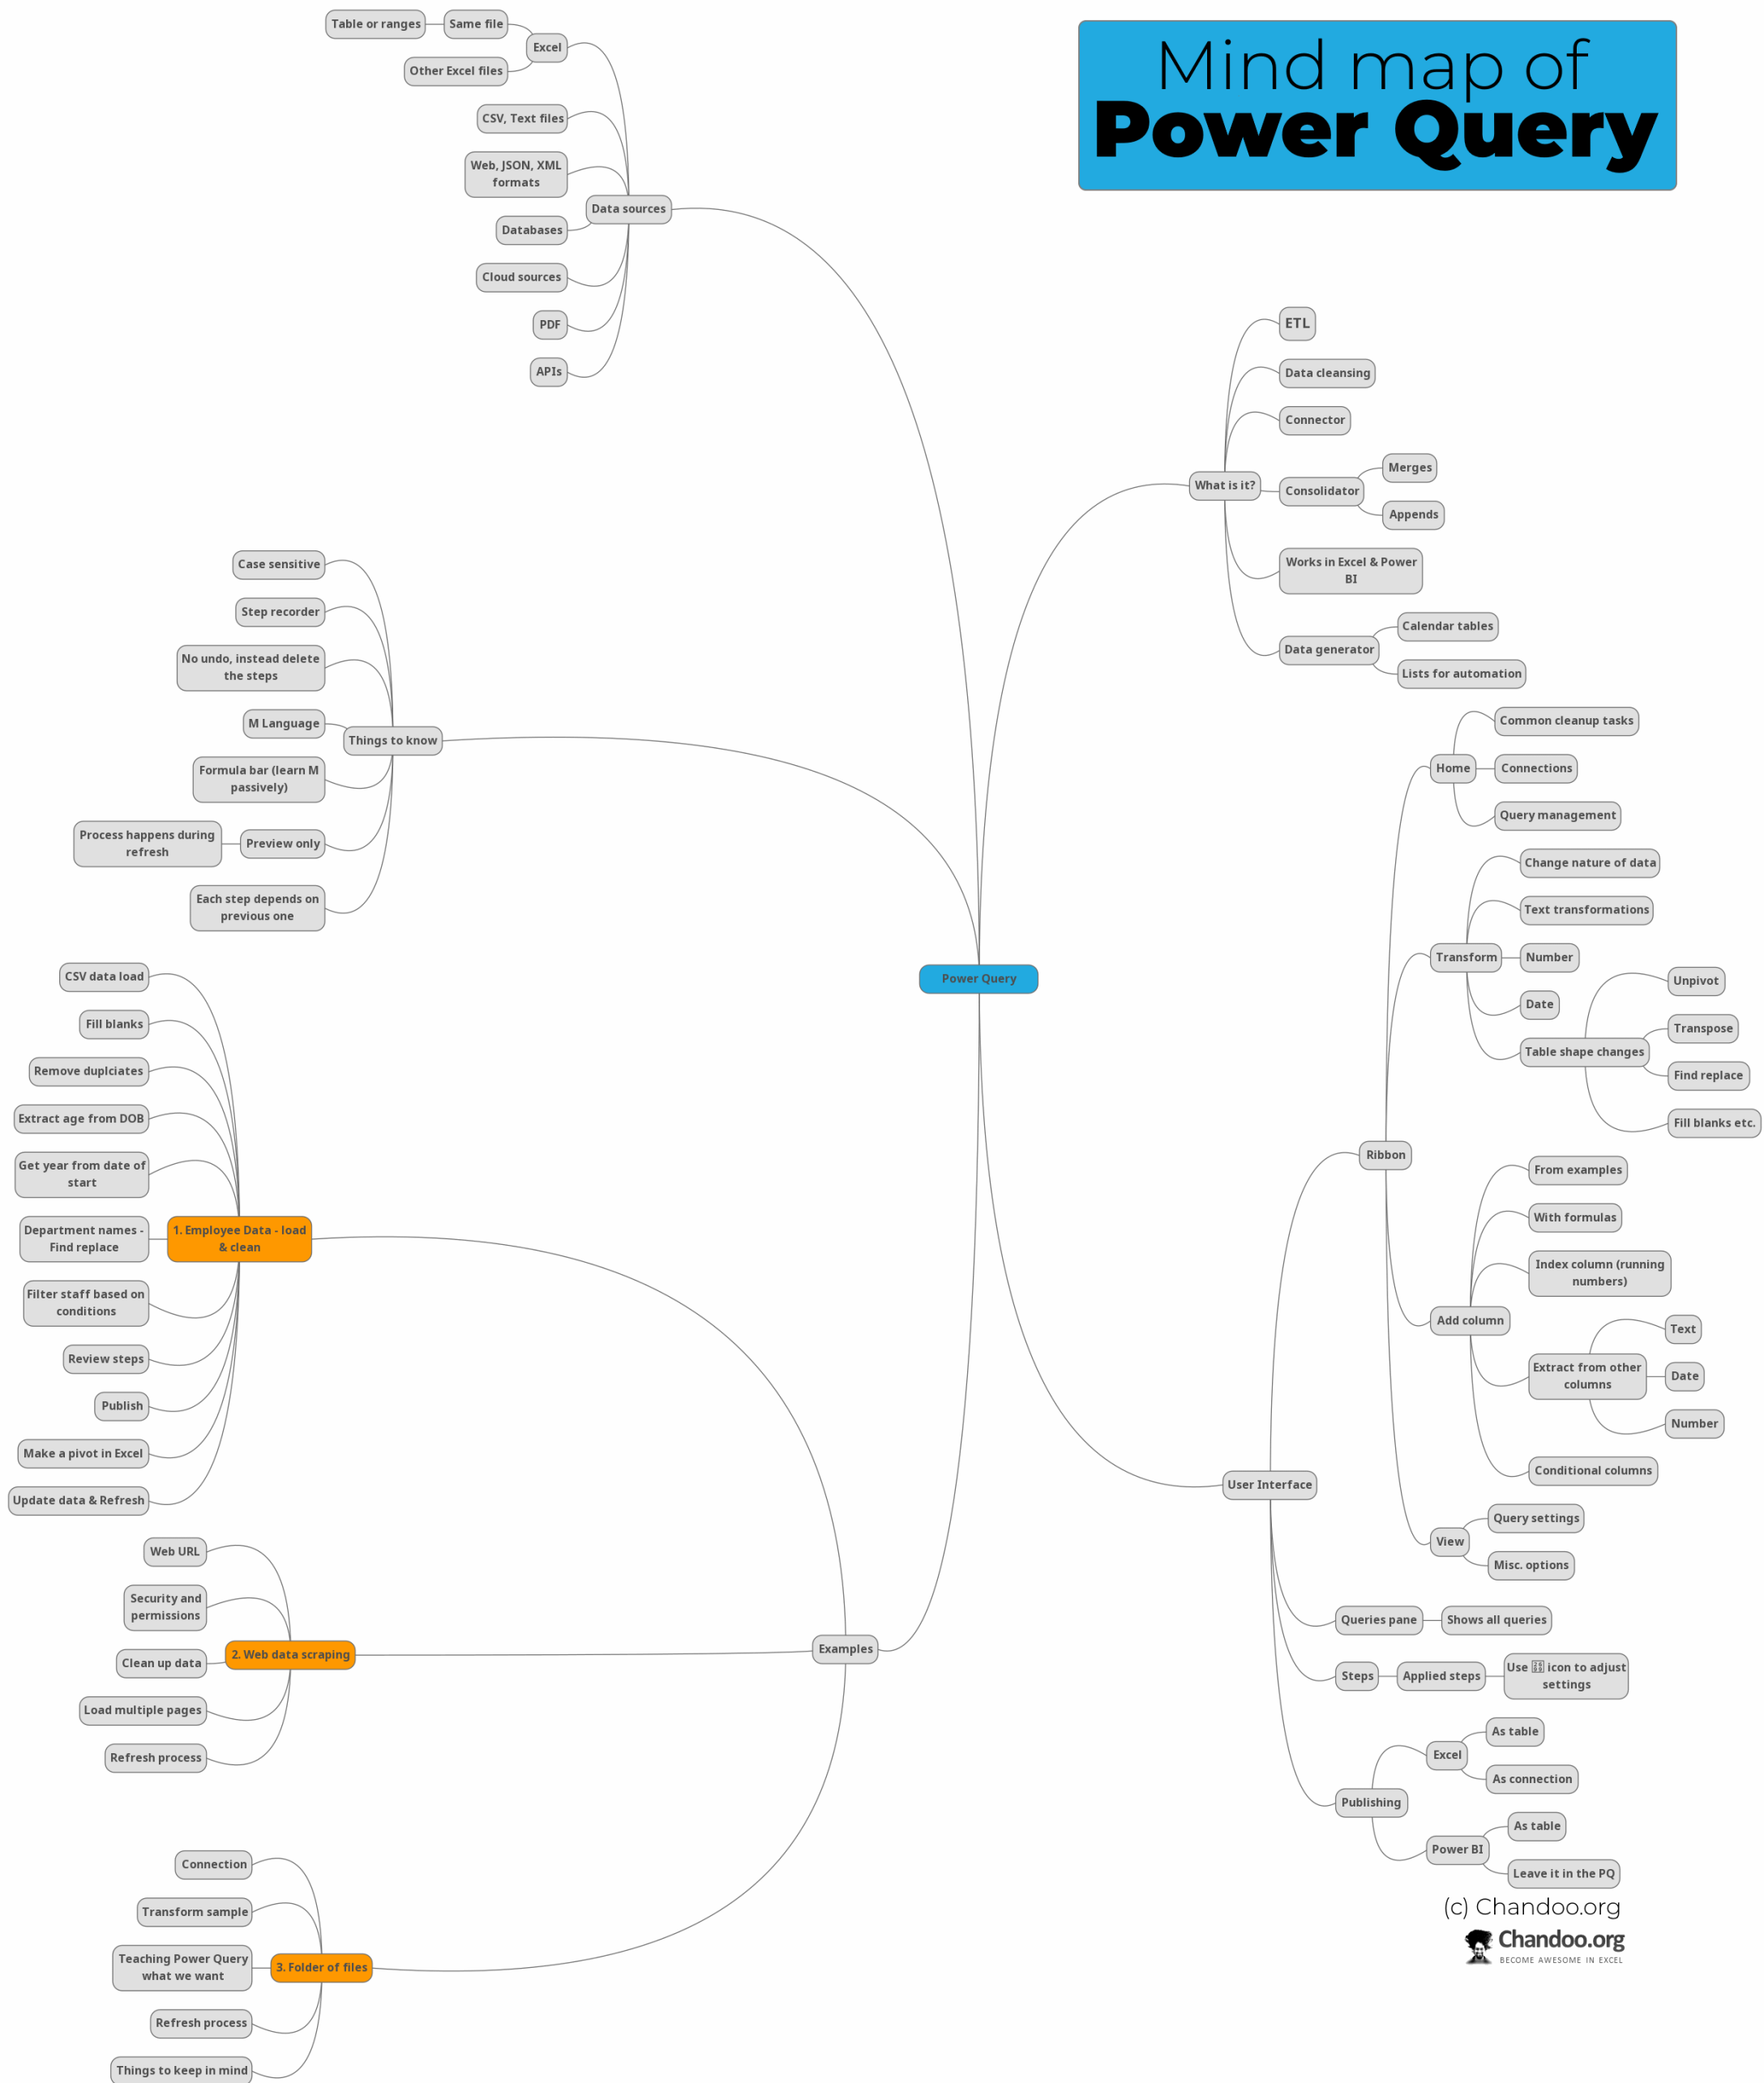 Mind map of
Power Query
Power Query
What is it?
ETL
Data cleansing
Connector
Consolidator
Merges
Appends
Works in Excel & Power
BI
Data generator
Calendar tables
Lists for automation
User Interface
Ribbon
Home
Common cleanup tasks
Connections
Query management
Transform
Change nature of data
Text transformations
Number
Date
Table shape changes
Unpivot
Transpose
Find replace
Fill blanks etc.
Add column
From examples
With formulas
Index column (running
numbers)
Extract from other
columns
Text
Date
Number
Conditional columns
View
Query settings
Misc. options
Queries pane
Shows all queries
Steps
Applied steps
Use icon to adjust
settings
Publishing
Excel
As table
As connection
Power BI
As table
Leave it in the PQ
Data sources
Excel
Same file
Table or ranges
Other Excel files
CSV, Text files
Web, JSON, XML
formats
Databases
Cloud sources
PDF
APIs
Things to know
Case sensitive
Step recorder
No undo, instead delete
the steps
M Language
Formula bar (learn M
passively)
Preview only
Process happens during
refresh
Each step depends on
previous one
Examples
1. Employee Data - load
& clean
CSV data load
Fill blanks
Remove duplciates
Extract age from DOB
Get year from date of
start
Department names -
Find replace
Filter staff based on
conditions
Review steps
Publish
Make a pivot in Excel
Update data & Refresh
2. Web data scraping
Web URL
Security and
permissions
Clean up data
Load multiple pages
Refresh process
3. Folder of files
Connection
Transform sample
Teaching Power Query
what we want
Refresh process
Things to keep in mind
(c) Chandoo.org
Chandoo.org
BECOME AWESOME IN EXCEL